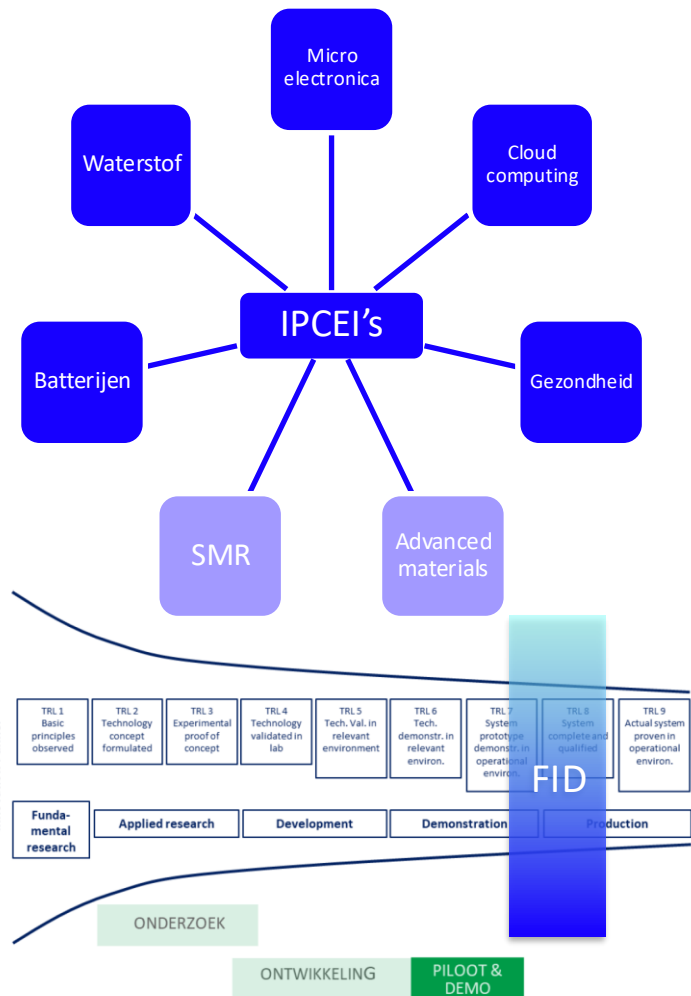 Micro
electronica
Waterstof
Cloud
computing
IPCEI’s
Batterijen
Gezondheid
SMR
Advanced
materials
TRL 1
Basic
principles
observed
TRL 2
Technology
concept
formulated
TRL 3
Experimental
proof of
concept
TRL 4
Technology
validated in
lab
TRL 5
Tech. Val. in
relevant
environment
TRL 6
Tech.
demonstr. in
relevant
environ.
TRL 7
System
prototype
demonstr. in
operational
environ.
TRL 8
System
complete and
qualified
TRL 9
Actual system
proven in
operational
environ.
FID
Funda-
mental
research
Applied research
Development
Demonstration
Production
ONDERZOEK
ONTWIKKELING
PILOOT &
DEMO